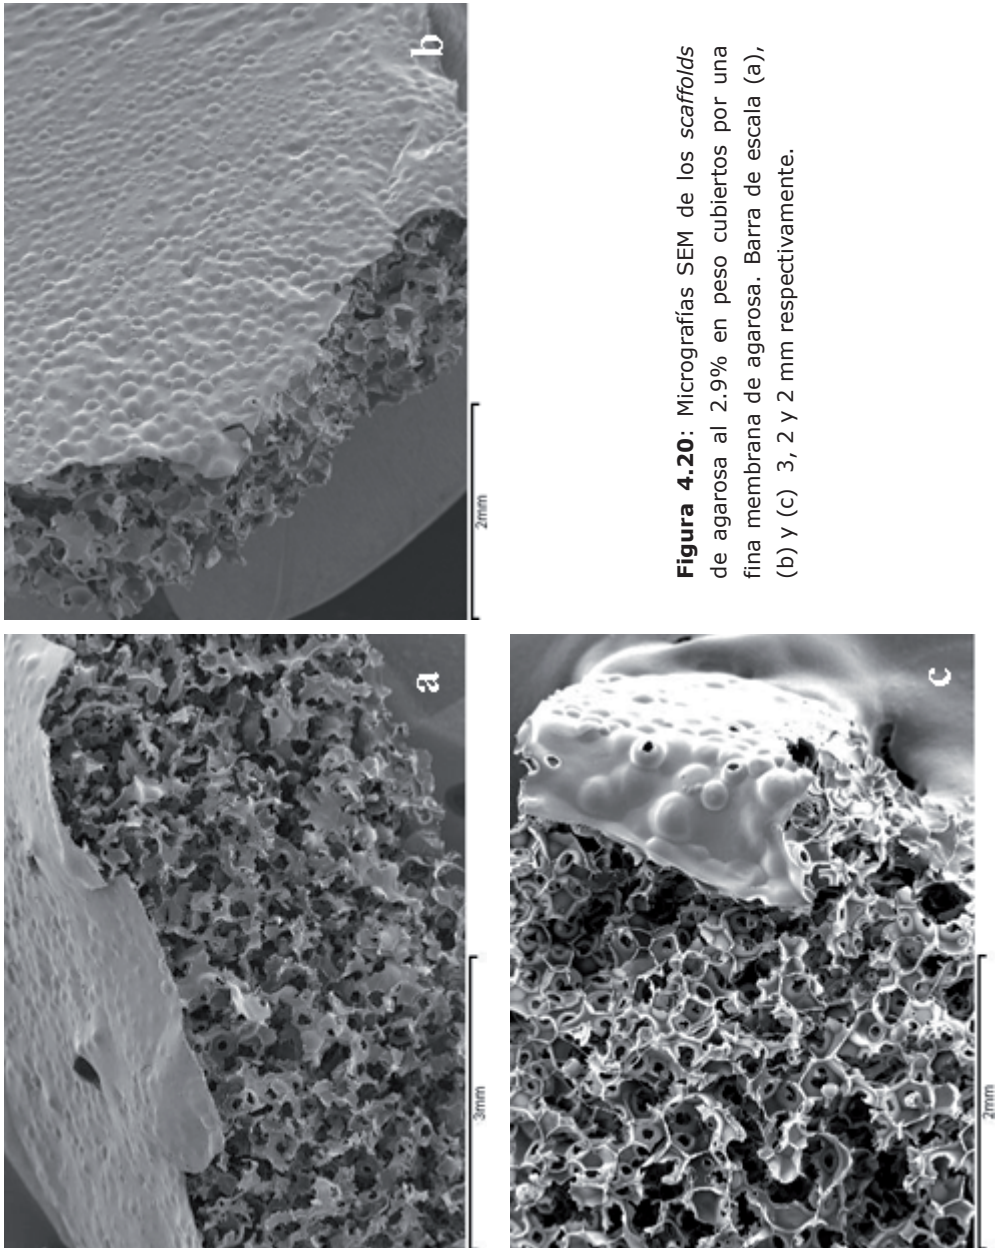 a
3mm
b
2mm
c
2mm
Figura 4.20: Micrografías SEM de los scaffolds
de agarosa al 2.9% en peso cubiertos por una
fina membrana de agarosa. Barra de escala (a),
(b) y (c) 3, 2 y 2 mm respectivamente.